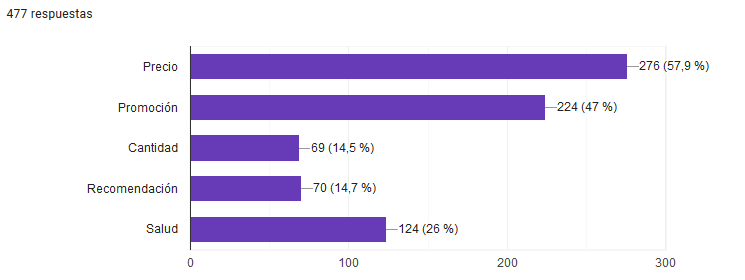 477 respuestas
Precio 276 (57,9 %)
Promoción 224 (47 %)
Cantidad 69 (14,5 %)
Recomendación 70 (14,7 %)
Salud 124 (26 %)
0 100 200 300